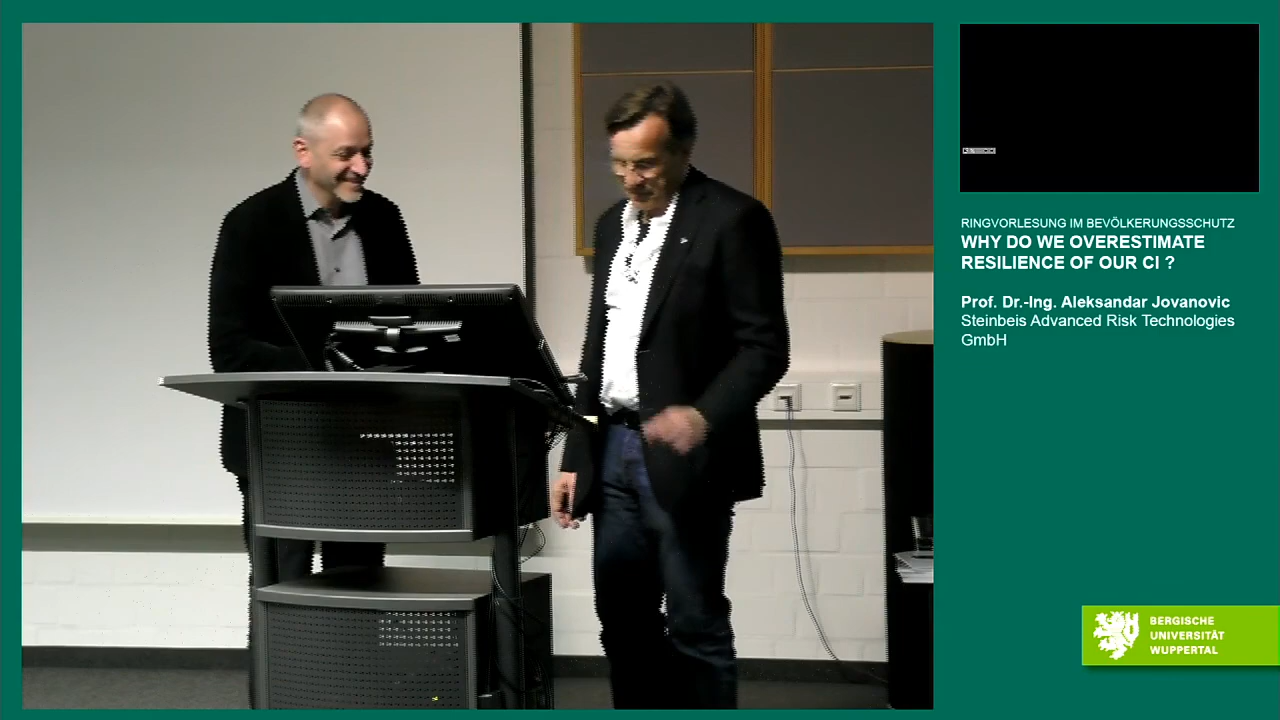 RINGVORLESUNG IM BEVÖLKERUNGSSCHUTZ
WHY DO WE OVERESTIMATE
RESILIENCE OF OUR CI ?
Prof. Dr.-Ing. Aleksandar Jovanovic
Steinbeis Advanced Risk Technologies
GmbH
BERGISCHE
UNIVERSITÄT
WUPPERTAL